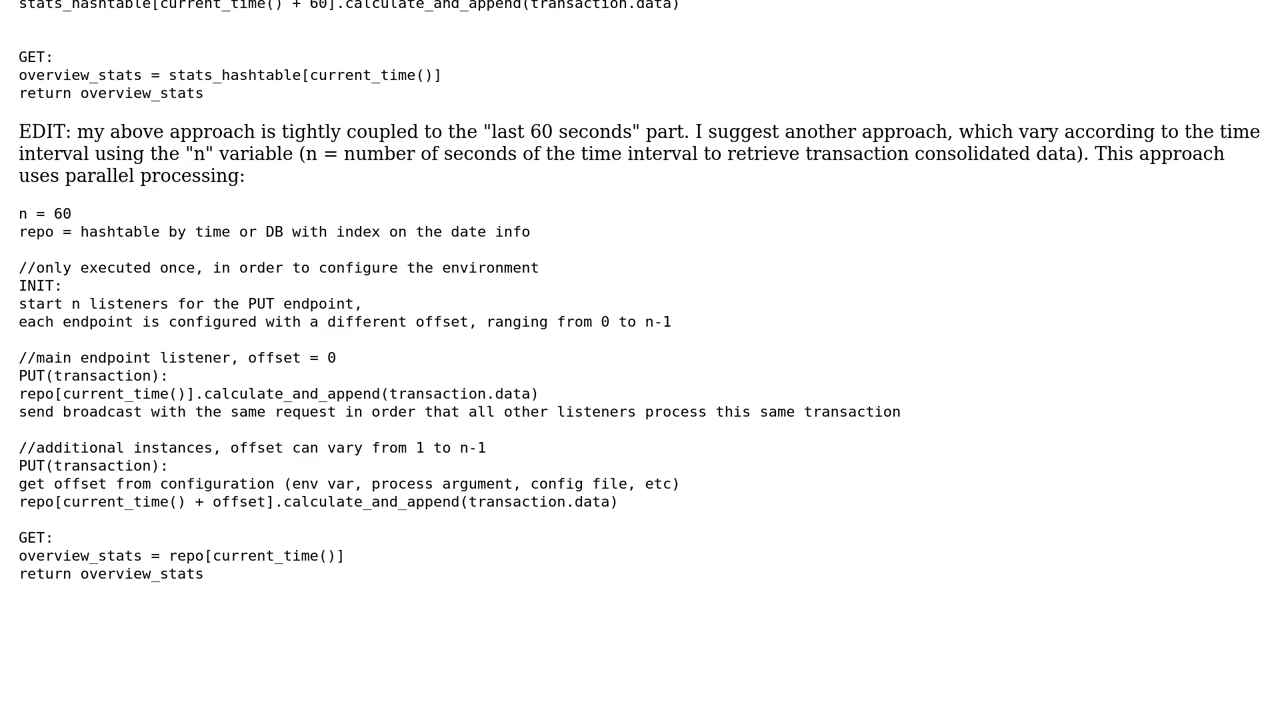 stats_hashtable[current_time() + 60].calculate_and_append(transaction.data)
GET:
overview_stats = stats_hashtable[current_time()]
return overview_stats
EDIT: my above approach is tightly coupled to the "last 60 seconds" part. I suggest another approach, which vary according to the time
interval using the "n" variable (n = number of seconds of the time interval to retrieve transaction consolidated data). This approach
uses parallel processing:
n = 60
repo = hashtable by time or DB with index on the date info
//only executed once, in order to configure the environment
INIT:
start n listeners for the PUT endpoint,
each endpoint is configured with a different offset, ranging from 0 to n-1
//main endpoint listener, offset = 0
PUT(transaction):
repo[current_time()].calculate_and_append(transaction.data)
send broadcast with the same request in order that all other listeners process this same transaction
//additional instances, offset can vary from 1 to n-1
PUT(transaction):
get offset from configuration (env var, process argument, config file, etc)
repo[current_time() + offset].calculate_and_append(transaction.data)
GET:
overview_stats = repo[current_time()]
return overview_stats